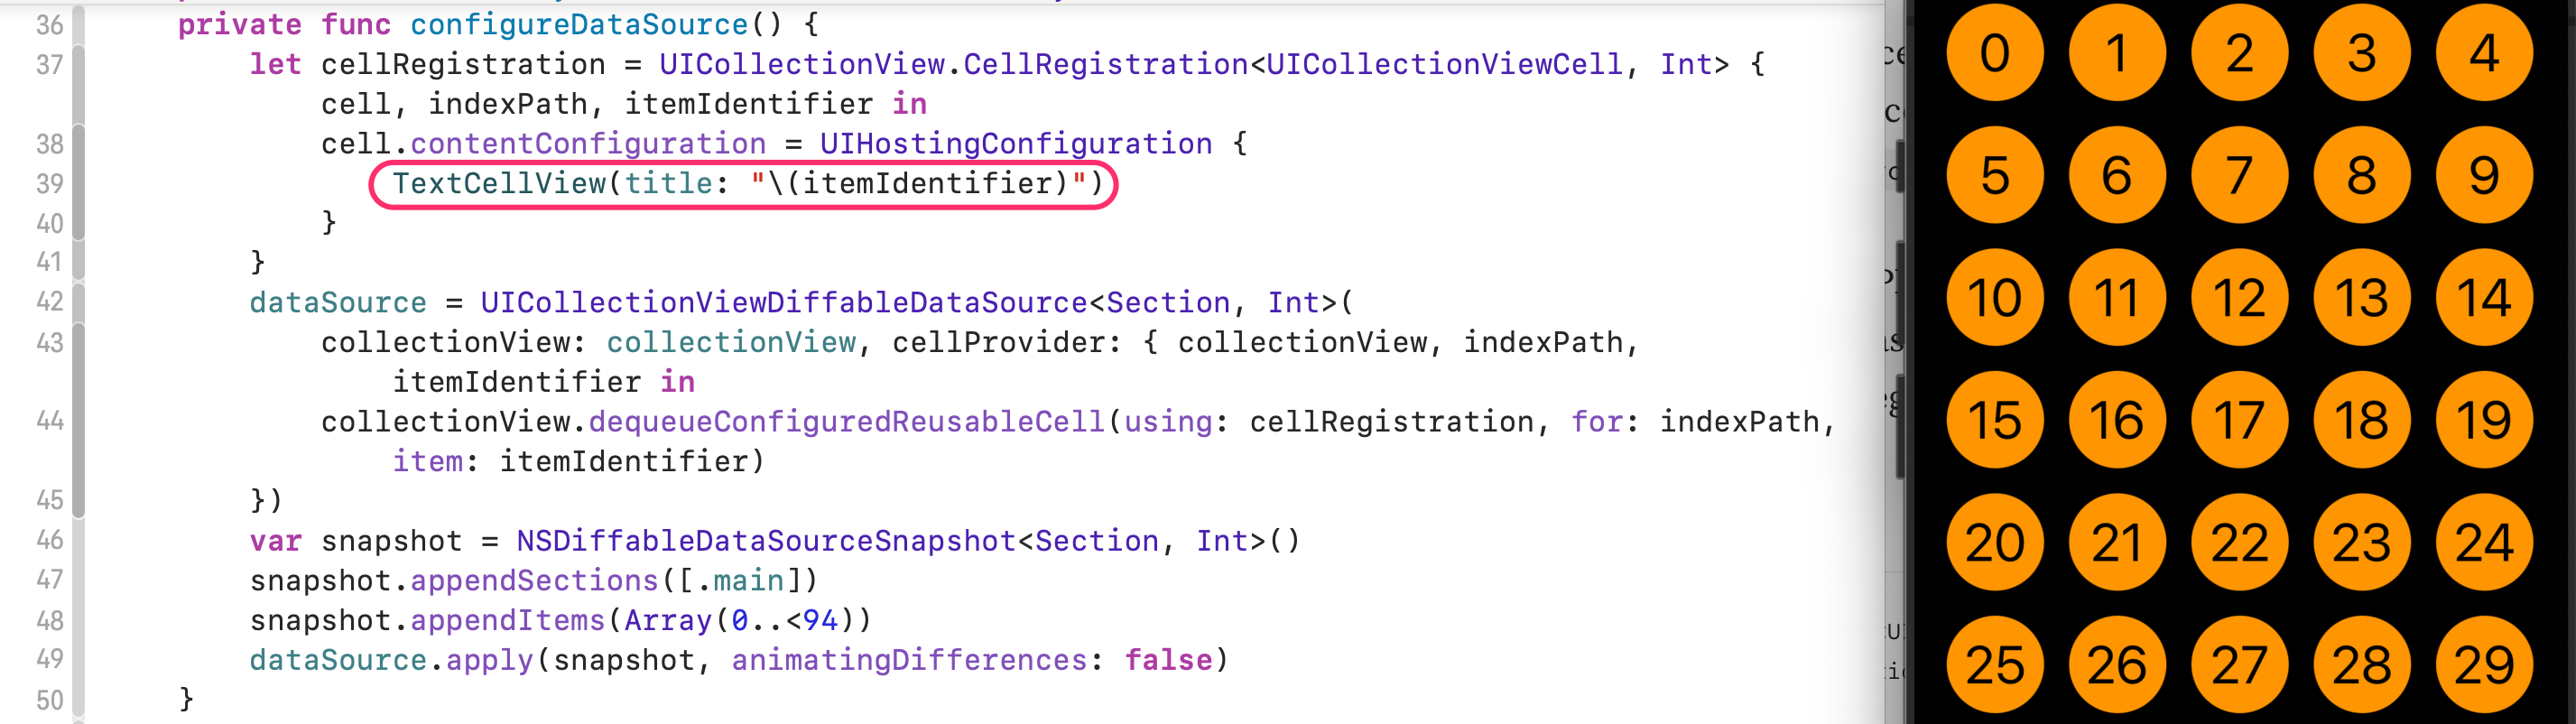 36 private func configureDataSource() {
37 let cellRegistration = UICollectionView.CellRegistration<UICollectionViewCell, Int> {
cell, indexPath, itemIdentifier in
38 cell.contentConfiguration = UIHostingConfiguration {
39 TextCellView(title: "\(itemIdentifier)")
40 }
41 }
42 dataSource = UICollectionViewDiffableDataSource<Section, Int>(
43 collectionView: collectionView, cellProvider: { collectionView, indexPath,
itemIdentifier in
44 collectionView.dequeueConfiguredReusableCell(using: cellRegistration, for: indexPath,
item: itemIdentifier)
45 })
46 var snapshot = NSDiffableDataSourceSnapshot<Section, Int>()
47 snapshot.appendSections([.main])
48 snapshot.appendItems(Array(0..<94))
49 dataSource.apply(snapshot, animatingDifferences: false)
50 }
0 1 2 3 4
5 6 7 8 9
10 11 12 13 14
15 16 17 18 19
20 21 22 23 24
25 26 27 28 29